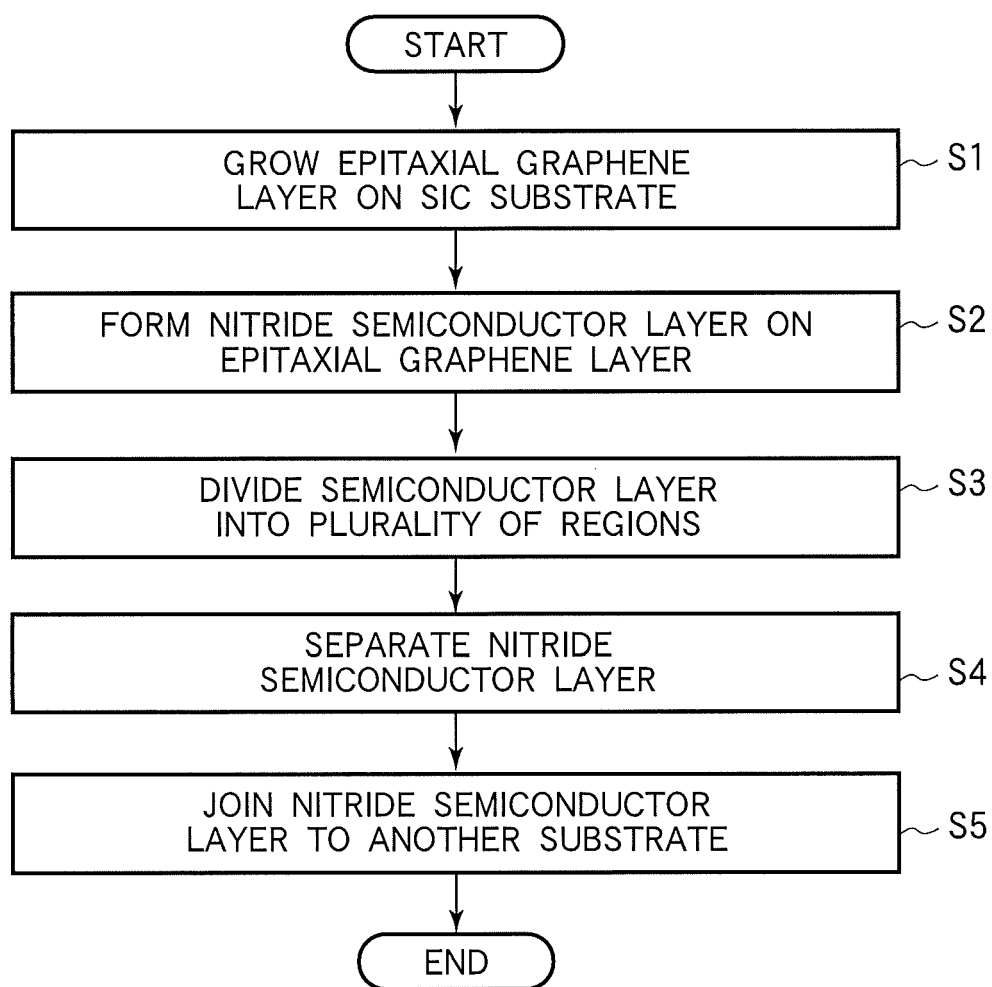 START
GROW EPITAXIAL GRAPHENE
LAYER ON SIC SUBSTRATE
S1
FORM NITRIDE SEMICONDUCTOR LAYER ON
EPITAXIAL GRAPHENE LAYER
S2
DIVIDE SEMICONDUCTOR LAYER
INTO PLURALITY OF REGIONS
S3
SEPARATE NITRIDE
SEMICONDUCTOR LAYER
S4
JOIN NITRIDE SEMICONDUCTOR
LAYER TO ANOTHER SUBSTRATE
S5
END